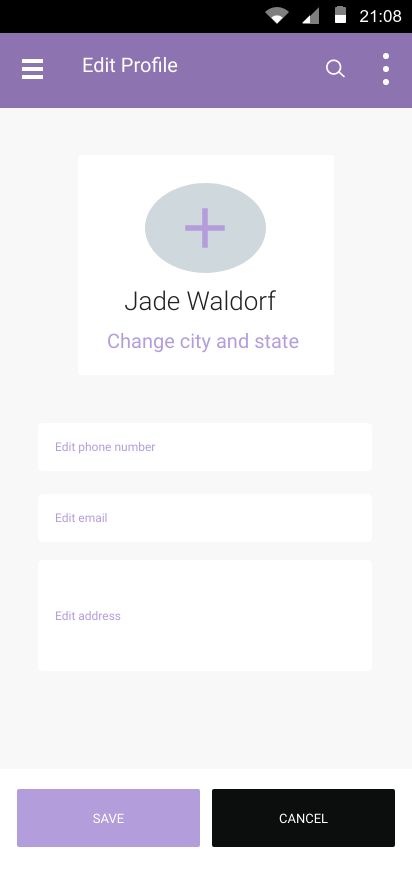 21:08
Edit Profile
Jade Waldorf
Change city and state
Edit phone number
Edit email
Edit address
SAVE
CANCEL